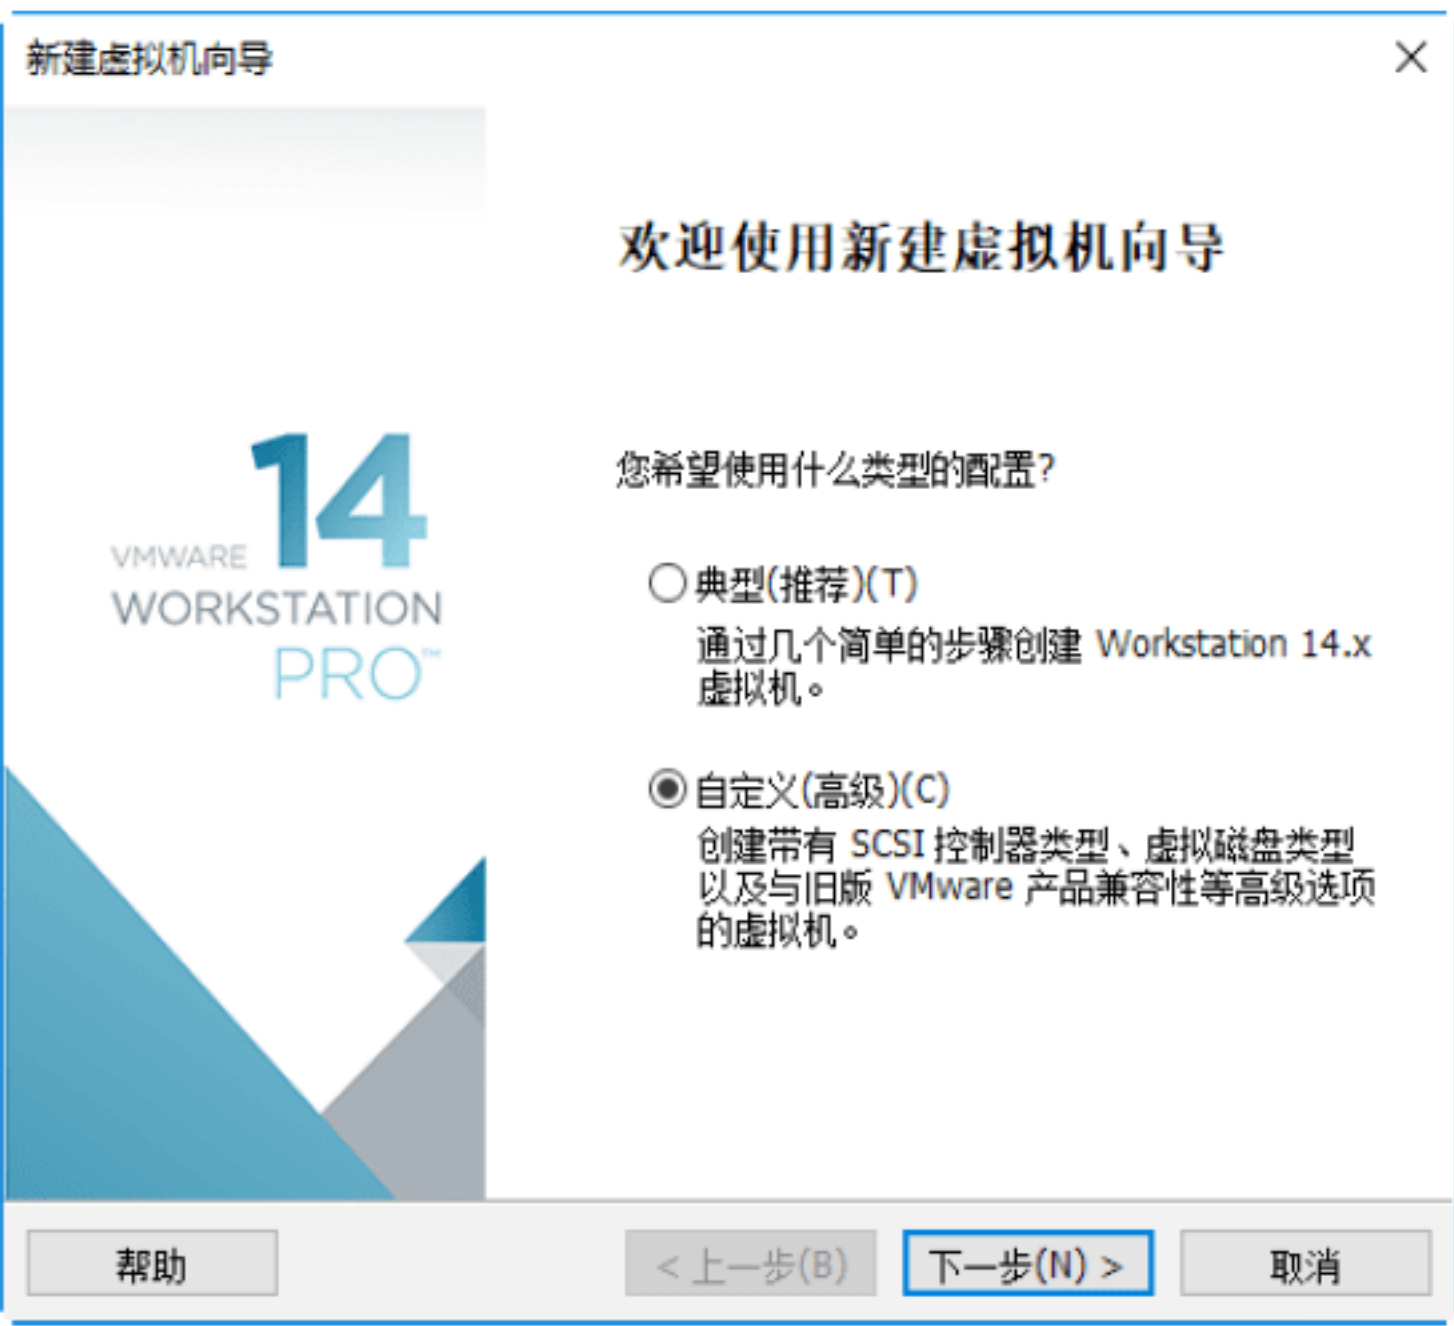 新建虚拟机向导
欢迎使用新建虚拟机向导
14
VMWARE
WORKSTATION
PRO™
您希望使用什么类型的配置?
典型(推荐)(T)
通过几个简单的步骤创建 Workstation 14.x
虚拟机。
自定义(高级)(C)
创建带有 SCSI 控制器类型、虚拟磁盘类型
以及与旧版 VMware 产品兼容性等高级选项
的虚拟机。
帮助
< 上一步(B)
下一步(N) >
取消